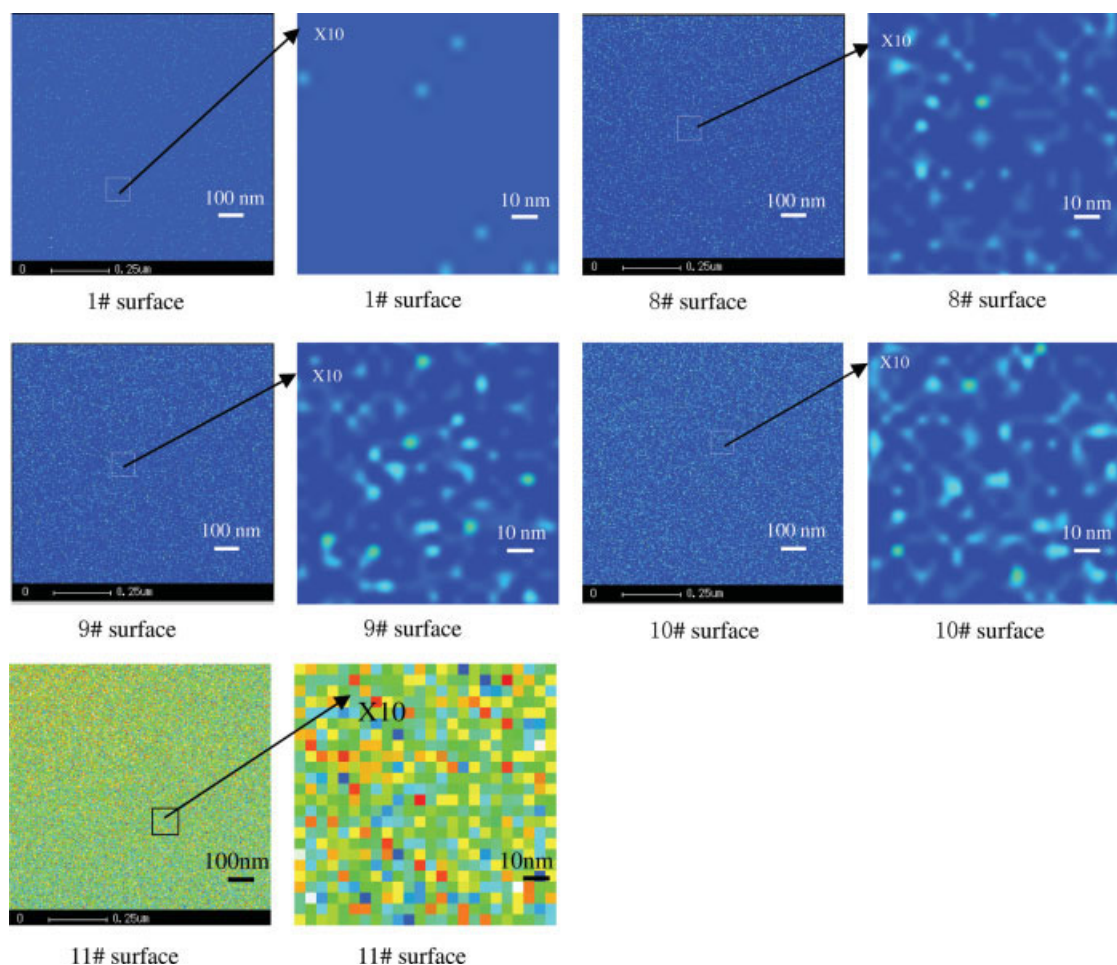 X10
X10
100 nm
10 nm
100 nm
10 nm
0 0.25um
0 0.25um
1# surface
1# surface
8# surface
8# surface
X10
X10
100 nm
10 nm
100 nm
10 nm
0 0.25um
0 0.25um
9# surface
9# surface
10# surface
10# surface
X10
100nm
10nm
0 0.25um
11# surface
11# surface